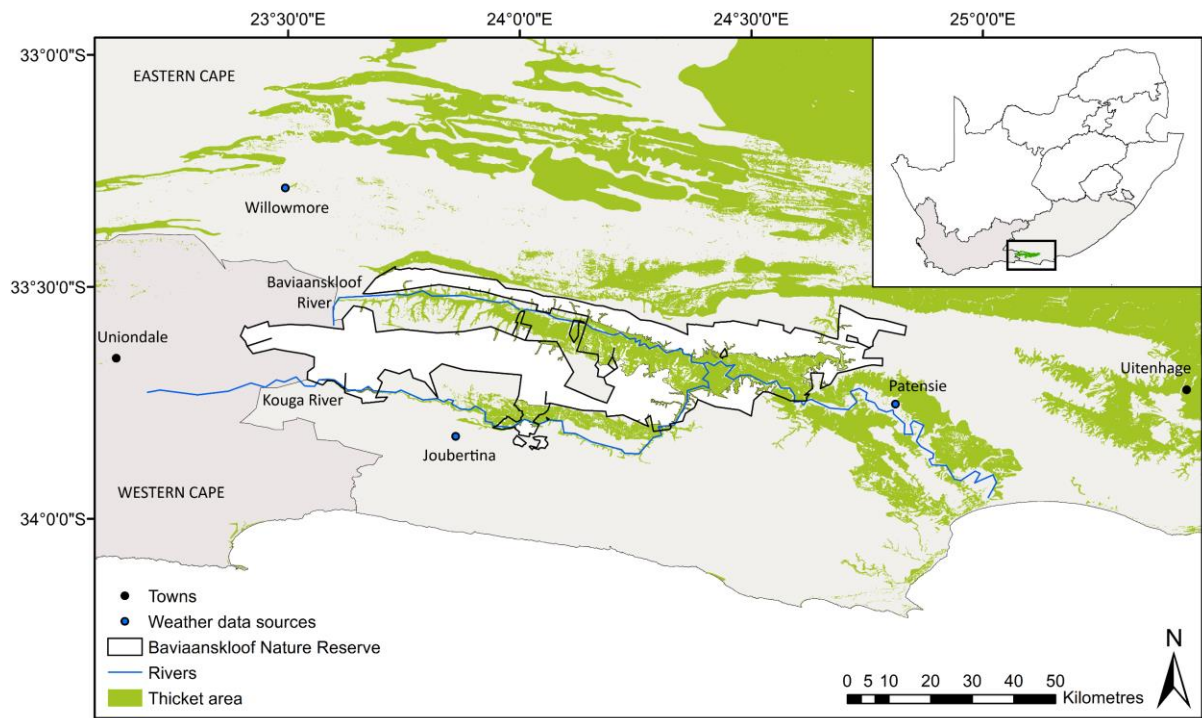 23°30'0"E
24°0'0"E
24°30'0"E
25°0'0"E
33°0'0"S
EASTERN CAPE
Willowmore
33°30'0"S
Baviaanskloof
River
Uniondale
Uitenhage
Patensie
Kouga River
Joubertina
WESTERN CAPE
34°0'0"S
Towns
Weather data sources
Baviaanskloof Nature Reserve
Rivers
Thicket area
N
0 5 10 20 30 40 50
Kilometres